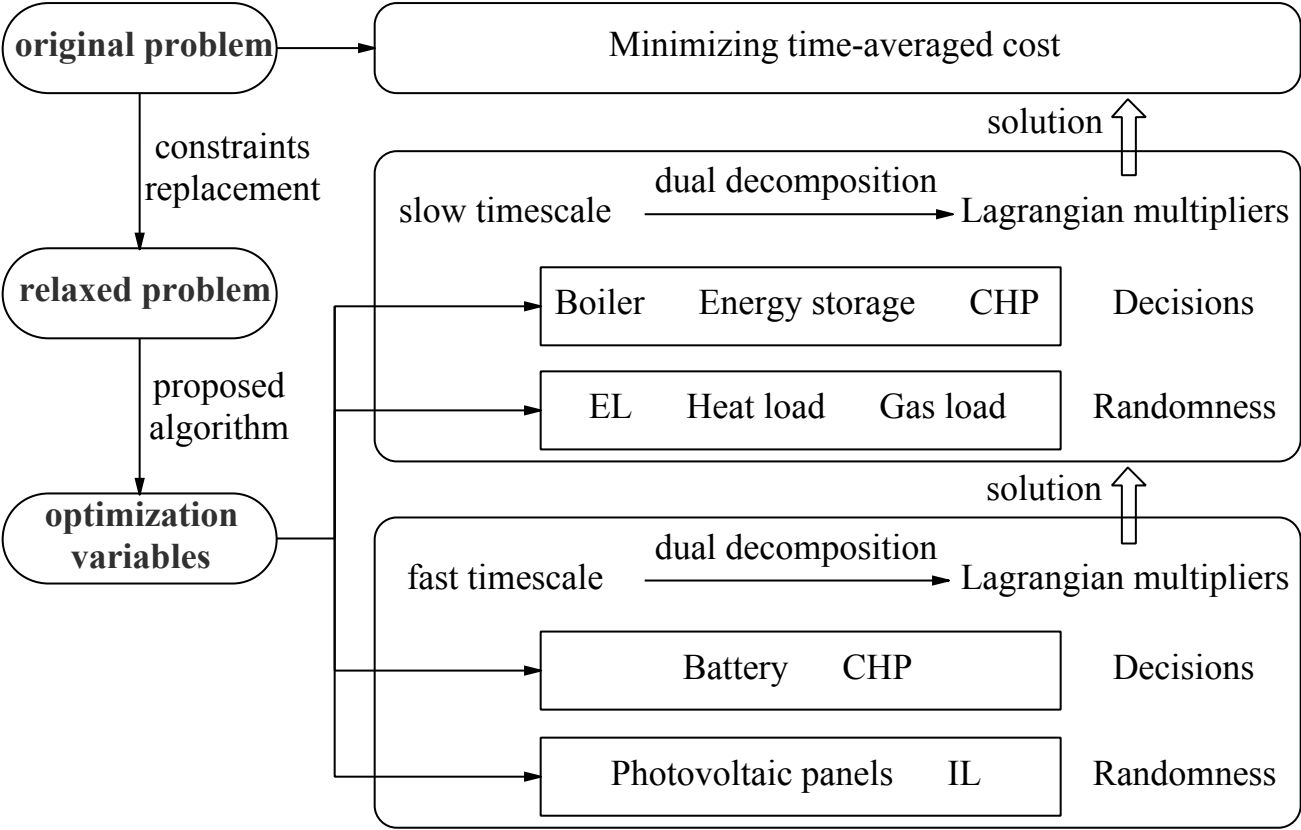 original problem
Minimizing time-averaged cost
constraints
replacement
solution
dual decomposition
slow timescale
Lagrangian multipliers
relaxed problem
Boiler Energy storage CHP
Decisions
proposed
algorithm
EL Heat load Gas load
Randomness
solution
optimization
variables
dual decomposition
fast timescale
Lagrangian multipliers
Battery CHP
Decisions
Photovoltaic panels IL
Randomness